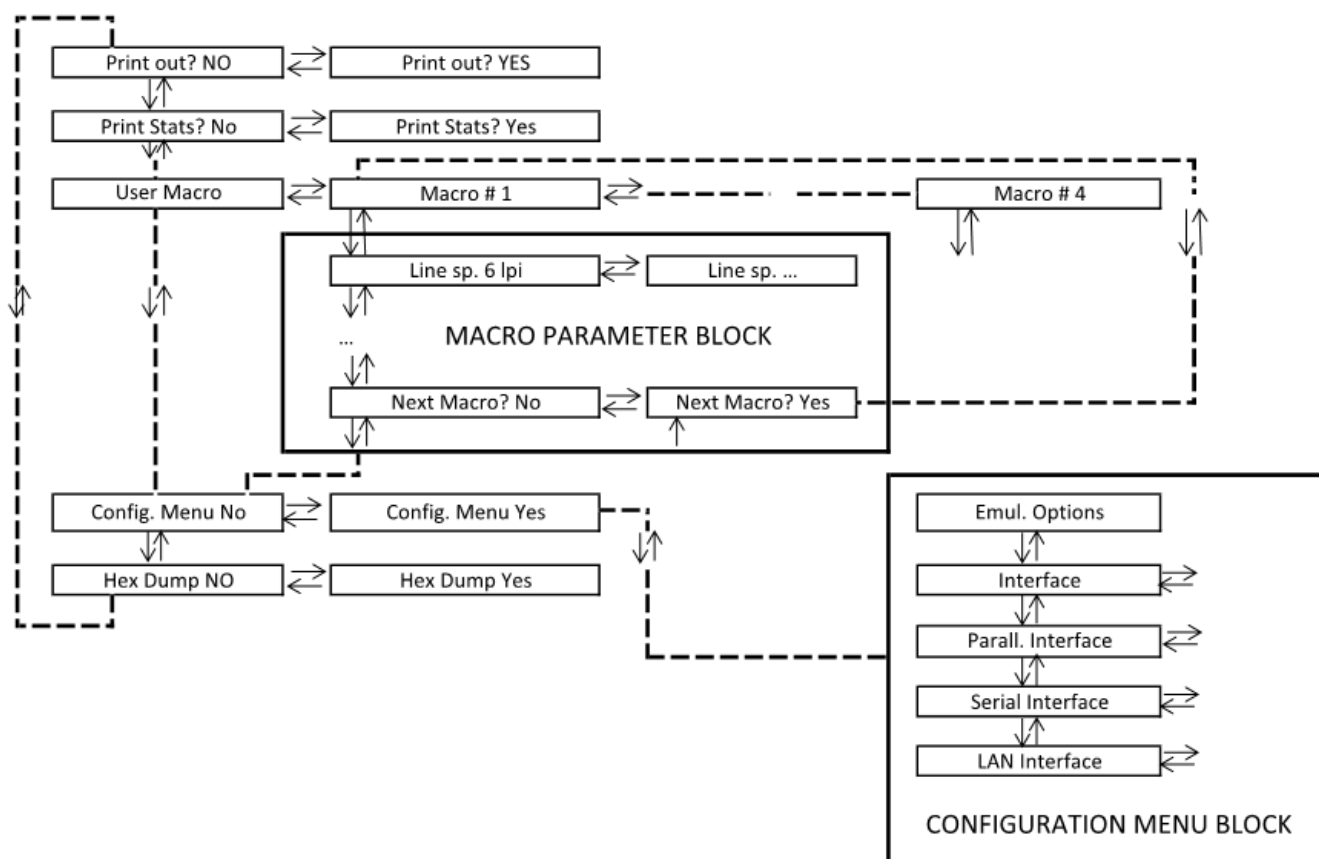 Print out? NO
Print out? YES
Print Stats? No
Print Stats? Yes
User Macro
Macro # 1
Macro # 4
Line sp. 6 lpi
Line sp. ...
... MACRO PARAMETER BLOCK
Next Macro? No
Next Macro? Yes
Config. Menu No
Config. Menu Yes
Hex Dump NO
Hex Dump Yes
Emul. Options
Interface
Parall. Interface
Serial Interface
LAN Interface
CONFIGURATION MENU BLOCK